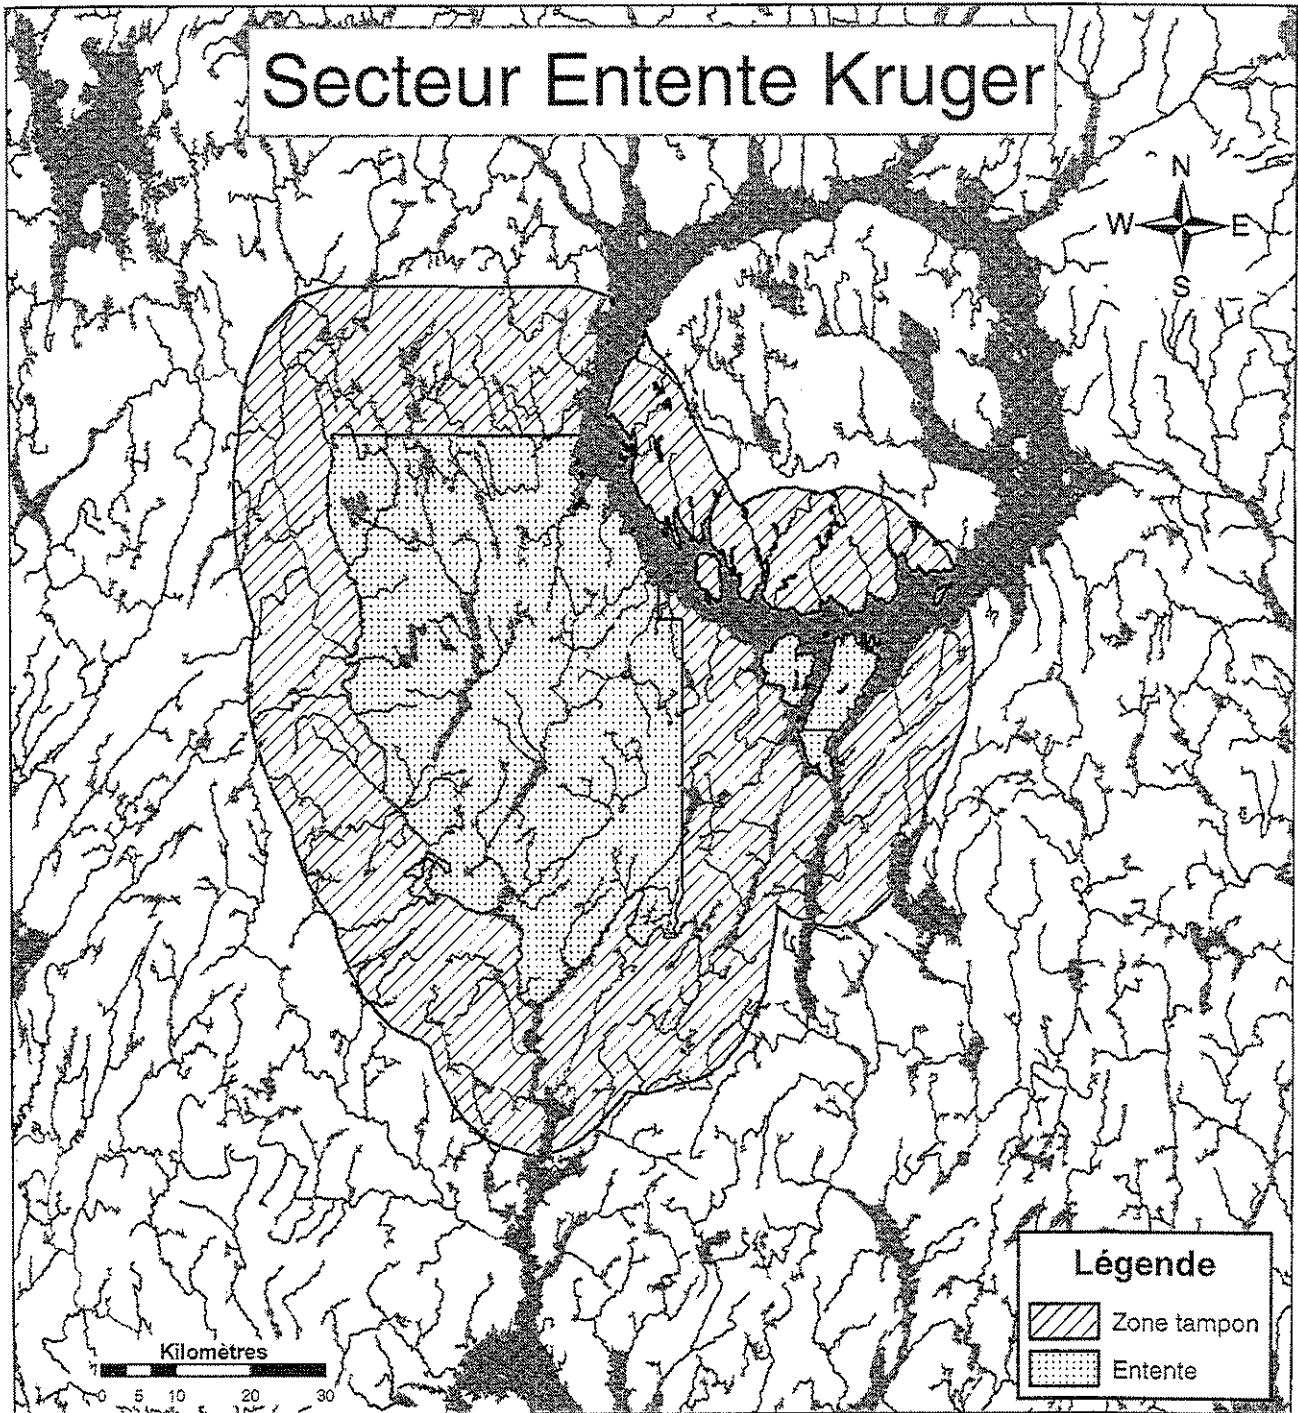 Secteur Entente Kruger
N
W E
S
Légende
Zone tampon
Entente
Kilomètres
0 5 10 20 30